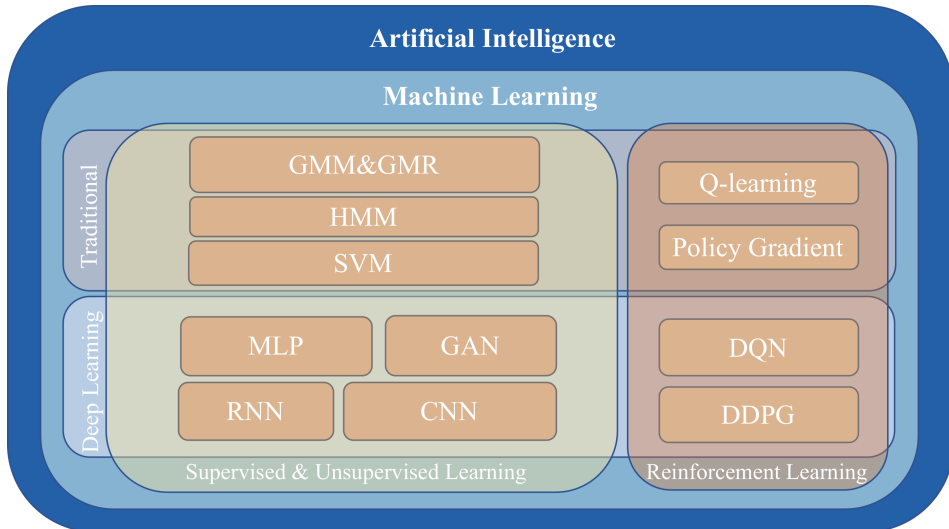 Artificial Intelligence
Machine Learning
Traditional
GMM&GMR
HMM
SVM
Q-learning
Policy Gradient
Deep Learning
MLP
GAN
RNN
CNN
DQN
DDPG
Supervised & Unsupervised Learning
Reinforcement Learning